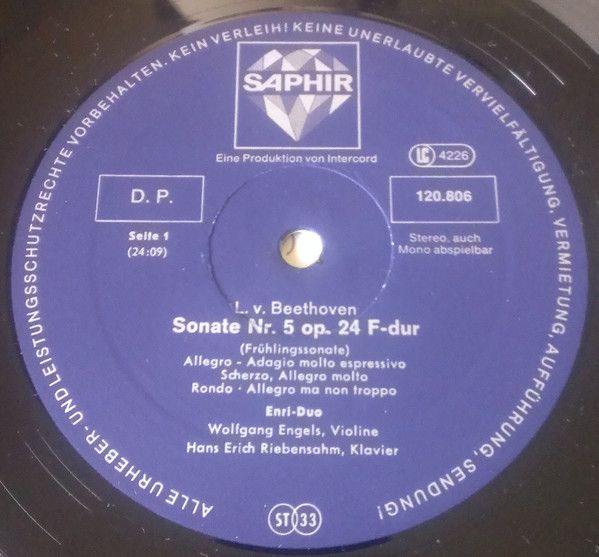 ALLE URHEBER- UND LEISTUNGSSCHUTZRECHTE VORBEHALTEN. KEIN VERLEIH! KEINE UNERLAUBTE VERVIELFÄLTIGUNG, VERMIETUNG, AUFFÜHRUNG, SENDUNG!
SAPHIR
Eine Produktion von Intercord
LC 4226
D. P.
120.806
Seite 1
(24:09)
Stereo, auch
Mono abspielbar
L. v. Beethoven
Sonate Nr. 5 op. 24 F-dur
(Frühlingssonate)
Allegro - Adagio molto espressivo
Scherzo, Allegro molto
Rondo - Allegro ma non troppo
Enri-Duo
Wolfgang Engels, Violine
Hans Erich Riebensahm, Klavier
ST 33